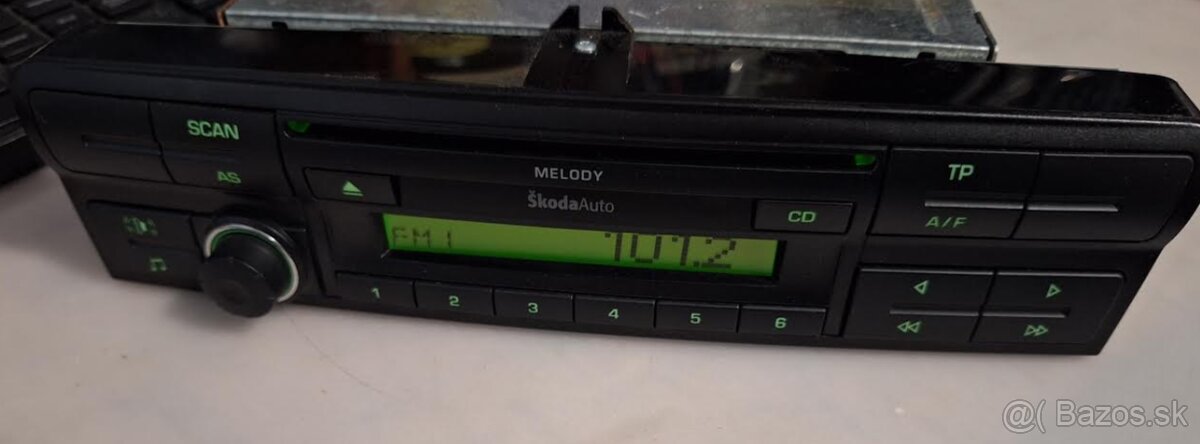 SCAN
AS
MELODY
ŠkodaAuto
CD
TP
A/F
FM1 101.2
1 2 3 4 5 6
@( Bazos.sk